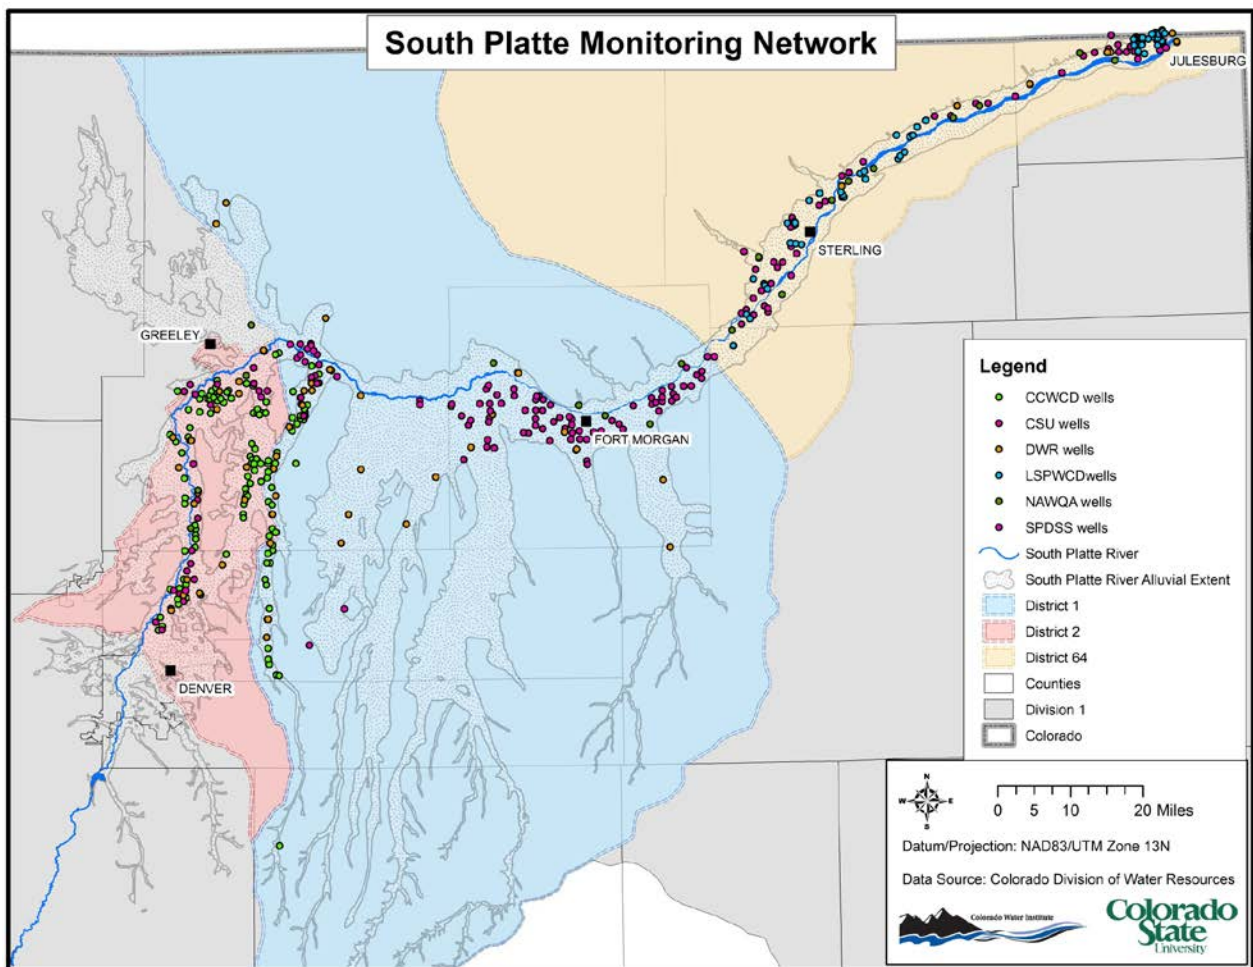 South Platte Monitoring Network
JULESBURG
STERLING
GREELEY
FORT MORGAN
DENVER
Legend
CCWCD wells
CSU wells
DWR wells
LSPWCDwells
NAWQA wells
SPDSS wells
South Platte River
South Platte River Alluvial Extent
District 1
District 2
District 64
Counties
Division 1
Colorado
N
W E
S
0 5 10 20 Miles
Datum/Projection: NAD83/UTM Zone 13N
Data Source: Colorado Division of Water Resources
Colorado Water Institute
Colorado
State
University